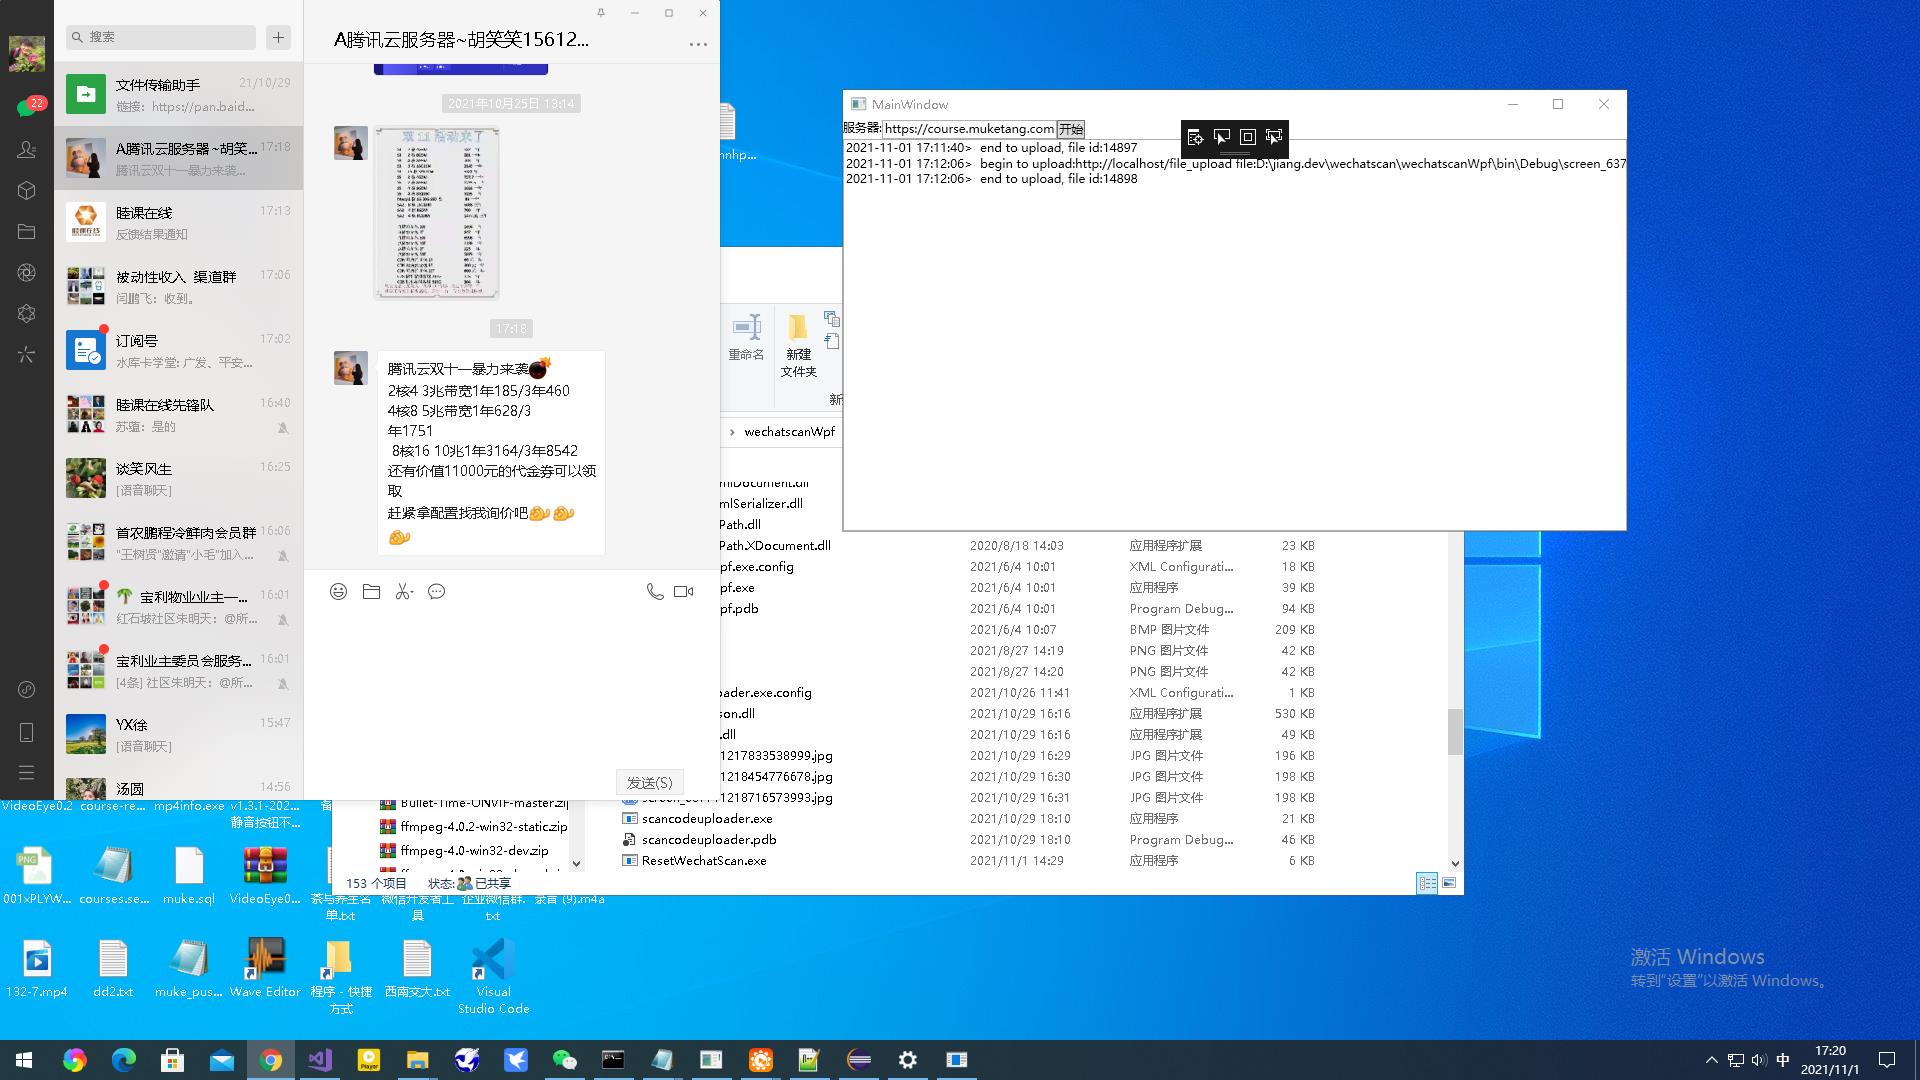 搜索
文件传输助手
21/10/29
链接：https://pan.baid...
A腾讯云服务器~胡笑...
17:18
腾讯云双十一暴力来袭...
睦课在线
17:13
反馈结果通知
被动性收入 渠道群
17:06
闫鹏飞：收到。
订阅号
17:02
水库卡学堂: 广发、平安...
睦课在线先锋队
16:40
苏蕴：是的
谈笑风生
16:25
[语音聊天]
首农鹏程冷鲜肉会员群
16:06
"王树贤"邀请"小毛"加入...
宝利物业业主一...
16:01
红石坡社区朱明天：@所...
宝利业主委员会服务...
16:01
[4条] 社区朱明天：@所...
YX徐
15:47
[语音聊天]
汤圆
14:56
22
A腾讯云服务器~胡笑笑15612...
2021年10月25日 13:14
双 11 活动来了
17:18
腾讯云双十一暴力来袭
2核4 3兆带宽1年185/3年460
4核8 5兆带宽1年628/3
年1751
8核16 10兆1年3164/3年8542
还有价值11000元的代金券可以领
取
赶紧拿配置找我询价吧
发送(S)
MainWindow
服务器:
https://course.muketang.com
开始
2021-11-01 17:11:40> end to upload, file id:14897
2021-11-01 17:12:06> begin to upload:http://localhost/file_upload file:D:\jiang.dev\wechatscan\wechatscanWpf\bin\Debug\screen_637
2021-11-01 17:12:06> end to upload, file id:14898
重命名
新建
文件夹
新
wechatscanWpf
mlDocument.dll
mlSerializer.dll
Path.dll
Path.XDocument.dll 2020/8/18 14:03 应用程序扩展 23 KB
pf.exe.config 2021/6/4 10:01 XML Configurati... 18 KB
pf.exe 2021/6/4 10:01 应用程序 39 KB
pf.pdb 2021/6/4 10:01 Program Debug... 94 KB
2021/6/4 10:07 BMP 图片文件 209 KB
2021/8/27 14:19 PNG 图片文件 42 KB
2021/8/27 14:20 PNG 图片文件 42 KB
ader.exe.config 2021/10/26 11:41 XML Configurati... 1 KB
son.dll 2021/10/29 16:16 应用程序扩展 530 KB
.dll 2021/10/29 16:16 应用程序扩展 49 KB
1217833538999.jpg 2021/10/29 16:29 JPG 图片文件 196 KB
1218454776678.jpg 2021/10/29 16:30 JPG 图片文件 198 KB
1218716573993.jpg 2021/10/29 16:31 JPG 图片文件 198 KB
scancodeuploader.exe 2021/10/29 18:10 应用程序 21 KB
scancodeuploader.pdb 2021/10/29 18:10 Program Debug... 46 KB
ResetWechatScan.exe 2021/11/1 14:29 应用程序 6 KB
Bullet-Time-ONVIF-master.zip
ffmpeg-4.0.2-win32-static.zip
ffmpeg-4.0-win32-dev.zip
153 个项目
状态:
已共享
nnhp...
VideoEye0.2
course-re...
mp4info.exe
v1.3.1-202...
静音按钮不...
001xPLYW...
courses.se...
muke.sql
VideoEye0...
茶与养生名
单.txt
微信开发者工
具
企业微信群.
txt
录音 (9).m4a
132-7.mp4
dd2.txt
muke_pus...
Wave Editor
程序 - 快捷
方式
西南交大.txt
Visual
Studio Code
激活 Windows
转到"设置"以激活 Windows。
中
17:20
2021/11/1